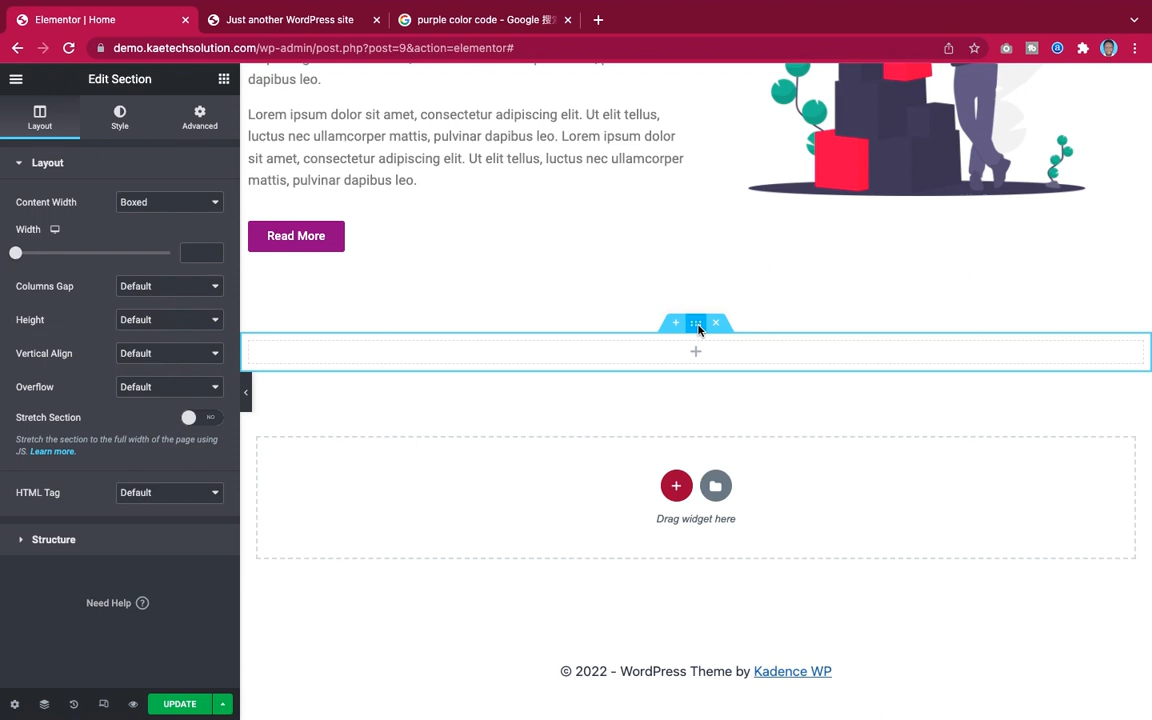 Elementor | Home
Just another WordPress site
purple color code - Google 搜
demo.kaetechsolution.com/wp-admin/post.php?post=9&action=elementor#
Edit Section
Layout
Style
Advanced
Layout
Content Width
Boxed
Width
Columns Gap
Default
Height
Default
Vertical Align
Default
Overflow
Default
Stretch Section
NO
Stretch the section to the full width of the page using
JS. Learn more.
HTML Tag
Default
Structure
Need Help ?
UPDATE
dapibus leo.
Lorem ipsum dolor sit amet, consectetur adipiscing elit. Ut elit tellus,
luctus nec ullamcorper mattis, pulvinar dapibus leo. Lorem ipsum dolor
sit amet, consectetur adipiscing elit. Ut elit tellus, luctus nec ullamcorper
mattis, pulvinar dapibus leo.
Read More
Drag widget here
© 2022 - WordPress Theme by Kadence WP